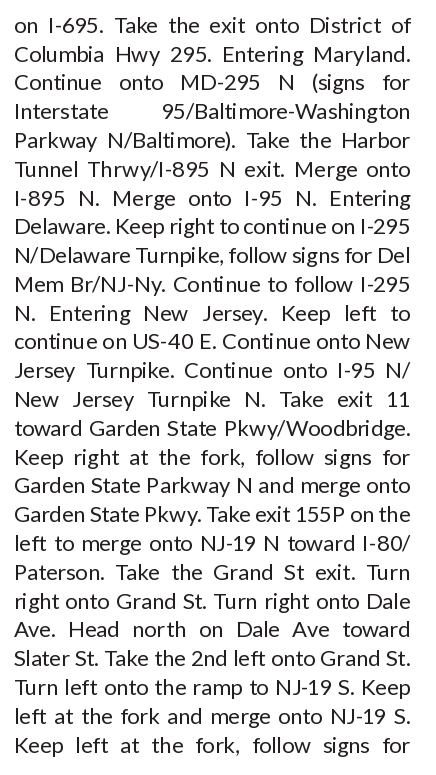 on I-695. Take the exit onto District of
Columbia Hwy 295. Entering Maryland.
Continue onto MD-295 N (signs for
Interstate 95/Baltimore-Washington
Parkway N/Baltimore). Take the Harbor
Tunnel Thrwy/I-895 N exit. Merge onto
I-895 N. Merge onto I-95 N. Entering
Delaware. Keep right to continue on I-295
N/Delaware Turnpike, follow signs for Del
Mem Br/NJ-Ny. Continue to follow I-295
N. Entering New Jersey. Keep left to
continue on US-40 E. Continue onto New
Jersey Turnpike. Continue onto I-95 N/
New Jersey Turnpike N. Take exit 11
toward Garden State Pkwy/Woodbridge.
Keep right at the fork, follow signs for
Garden State Parkway N and merge onto
Garden State Pkwy. Take exit 155P on the
left to merge onto NJ-19 N toward I-80/
Paterson. Take the Grand St exit. Turn
right onto Grand St. Turn right onto Dale
Ave. Head north on Dale Ave toward
Slater St. Take the 2nd left onto Grand St.
Turn left onto the ramp to NJ-19 S. Keep
left at the fork and merge onto NJ-19 S.
Keep left at the fork, follow signs for